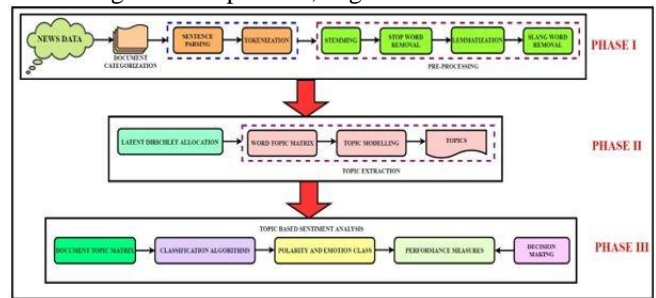 NEWS DATA
DOCUMENT
CATEGORIZATION
SENTENCE
PARSING
TOKENIZATION
STEMMING
STOP WORD
REMOVAL
LEMMATIZATION
SLANG WORD
REMOVAL
PRE-PROCESSING
PHASE I
LATENT DIRICHLET ALLOCATION
WORD TOPIC MATRIX
TOPIC MODELLING
TOPICS
TOPIC EXTRACTION
PHASE II
TOPIC BASED SENTIMENT ANALYSIS
DOCUMENT TOPIC MATRIX
CLASSIFICATION ALGORITHMS
POLARITY AND EMOTION CLASS
PERFORMANCE MEASURES
DECISION
MAKING
PHASE III